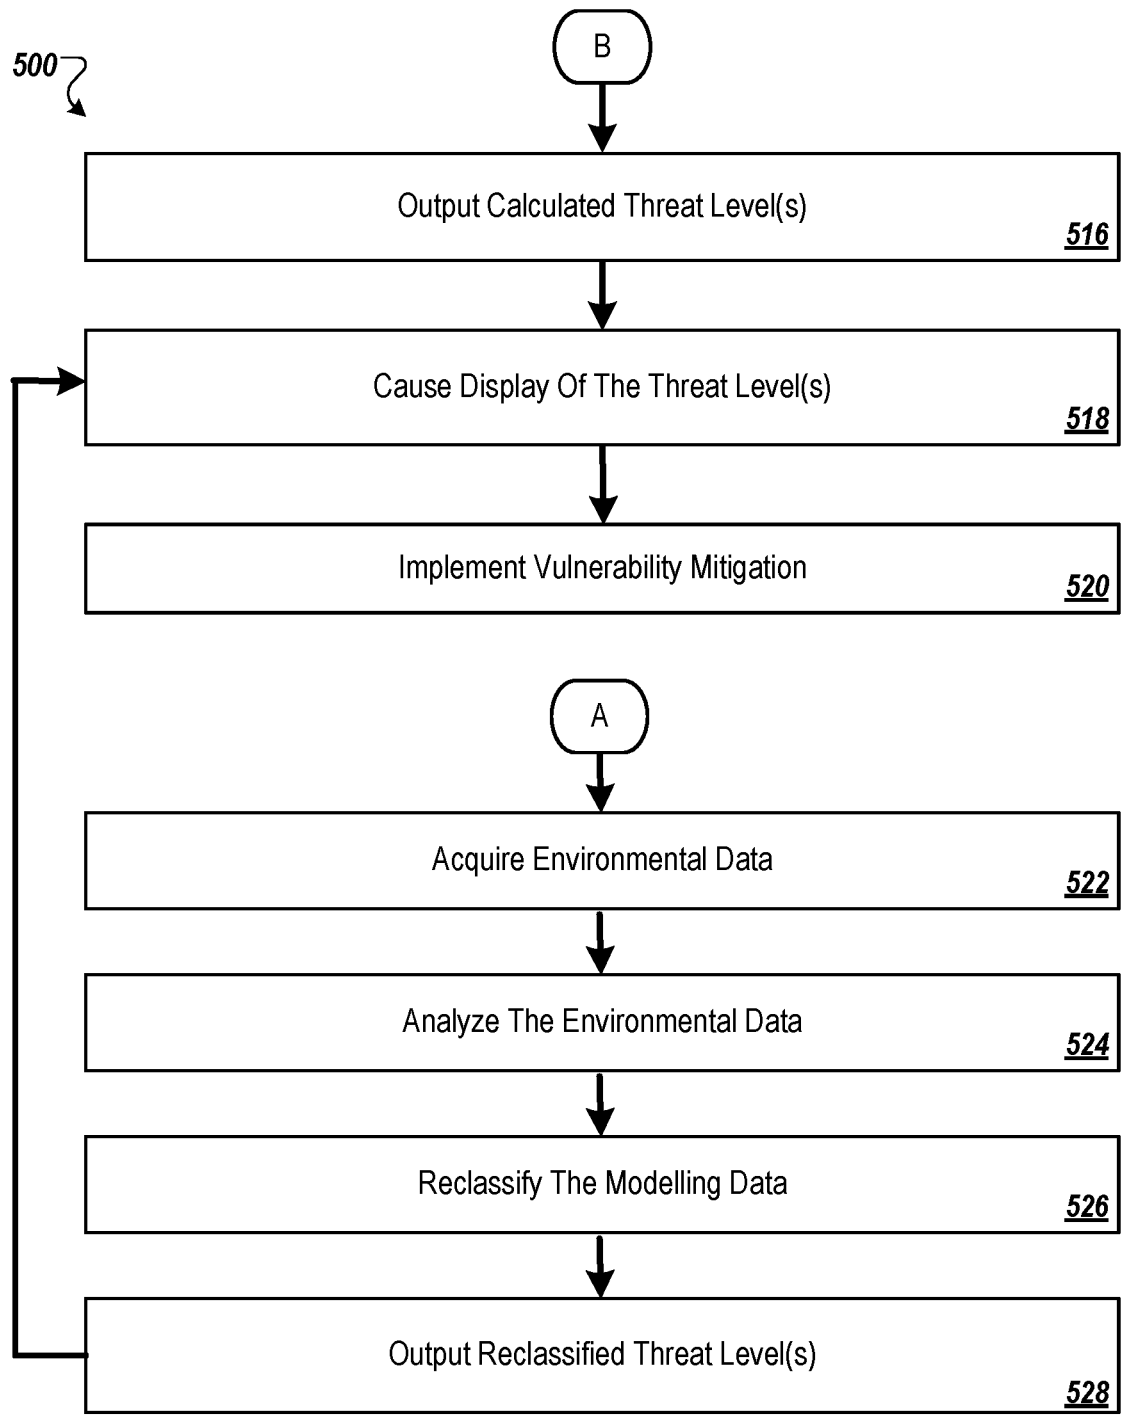 B
500
Output Calculated Threat Level(s)
516
Cause Display Of The Threat Level(s)
518
Implement Vulnerability Mitigation
520
A
Acquire Environmental Data
522
Analyze The Environmental Data
524
Reclassify The Modelling Data
526
Output Reclassified Threat Level(s)
528